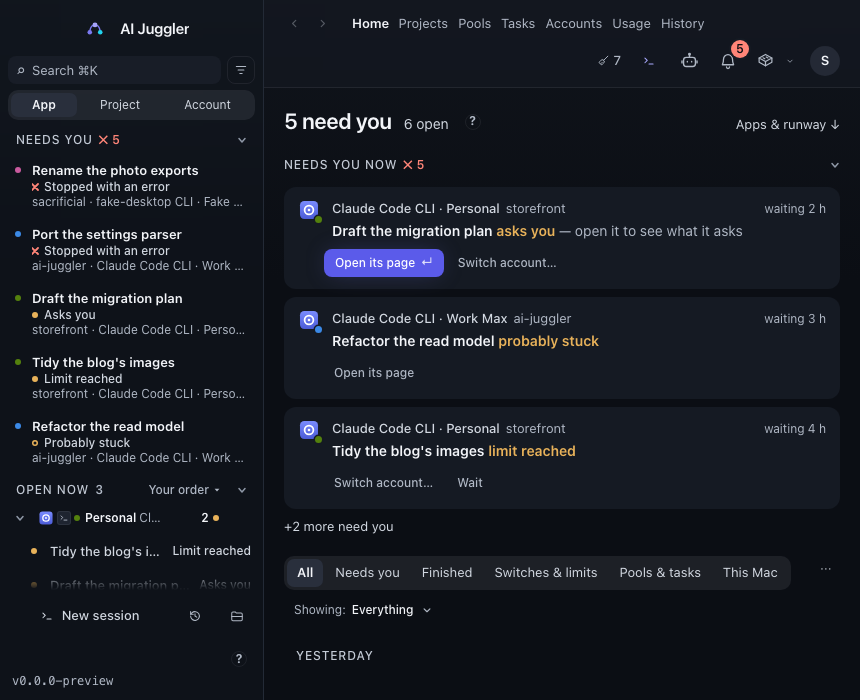 AI Juggler
Search ⌘K
App Project Account
NEEDS YOU ✕ 5
Rename the photo exports
Stopped with an error
sacrificial · fake-desktop CLI · Fake ...
Port the settings parser
Stopped with an error
ai-juggler · Claude Code CLI · Work ...
Draft the migration plan
Asks you
storefront · Claude Code CLI · Perso...
Tidy the blog's images
Limit reached
storefront · Claude Code CLI · Perso...
Refactor the read model
Probably stuck
ai-juggler · Claude Code CLI · Work ...
OPEN NOW 3 Your order
Personal Cl... 2
Tidy the blog's i... Limit reached
Draft the migration p... Asks you
New session
?
v0.0.0-preview
Home Projects Pools Tasks Accounts Usage History
7 5 S
5 need you 6 open ? Apps & runway ↓
NEEDS YOU NOW ✕ 5
Claude Code CLI · Personal storefront waiting 2 h
Draft the migration plan asks you — open it to see what it asks
Open its page ↵ Switch account...
Claude Code CLI · Work Max ai-juggler waiting 3 h
Refactor the read model probably stuck
Open its page
Claude Code CLI · Personal storefront waiting 4 h
Tidy the blog's images limit reached
Switch account... Wait
+2 more need you
All Needs you Finished Switches & limits Pools & tasks This Mac ...
Showing: Everything
YESTERDAY